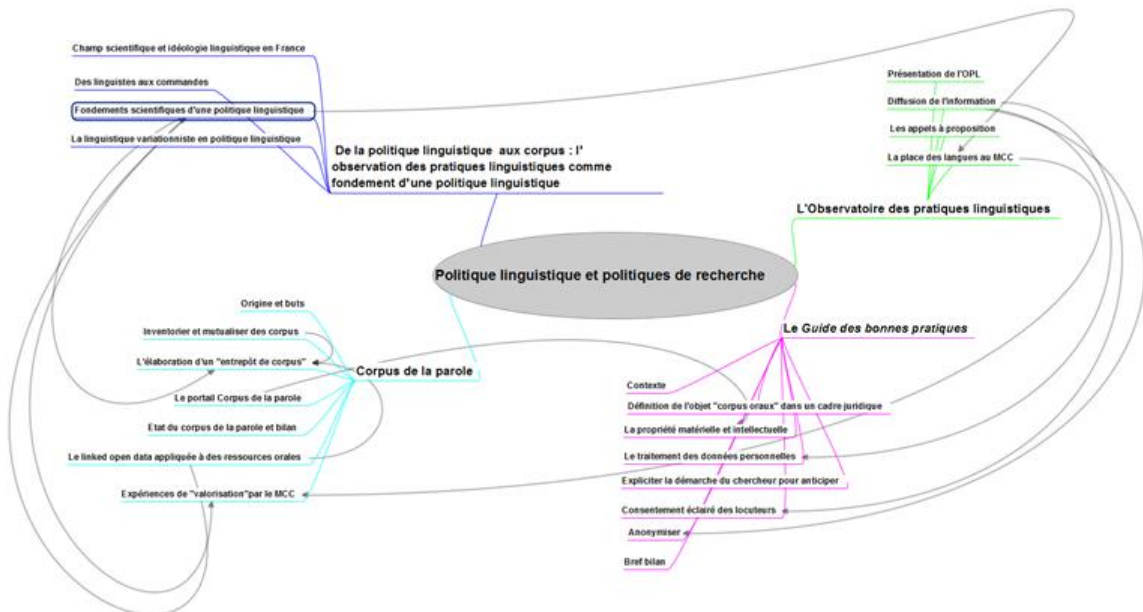 Champ scientifique et idéologie linguistique en France
Des linguistes aux commandes
Fondements scientifiques d'une politique linguistique
La linguistique variationniste en politique linguistique
De la politique linguistique aux corpus : l'
observation des pratiques linguistiques comme
fondement d'une politique linguistique
Présentation de l'OPL
Diffusion de l'information
Les appels à proposition
La place des langues au MCC
L'Observatoire des pratiques linguistiques
Politique linguistique et politiques de recherche
Origine et buts
Inventorier et mutualiser des corpus
L'élaboration d'un "entrepôt de corpus"
Le portail Corpus de la parole
Etat du corpus de la parole et bilan
Le linked open data appliquée à des ressources orales
Expériences de "valorisation"par le MCC
Corpus de la parole
Le Guide des bonnes pratiques
Contexte
Définition de l'objet "corpus oraux" dans un cadre juridique
La propriété matérielle et intellectuelle
Le traitement des données personnelles
Expliciter la démarche du chercheur pour anticiper
Consentement éclairé des locuteurs
Anonymiser
Bref bilan